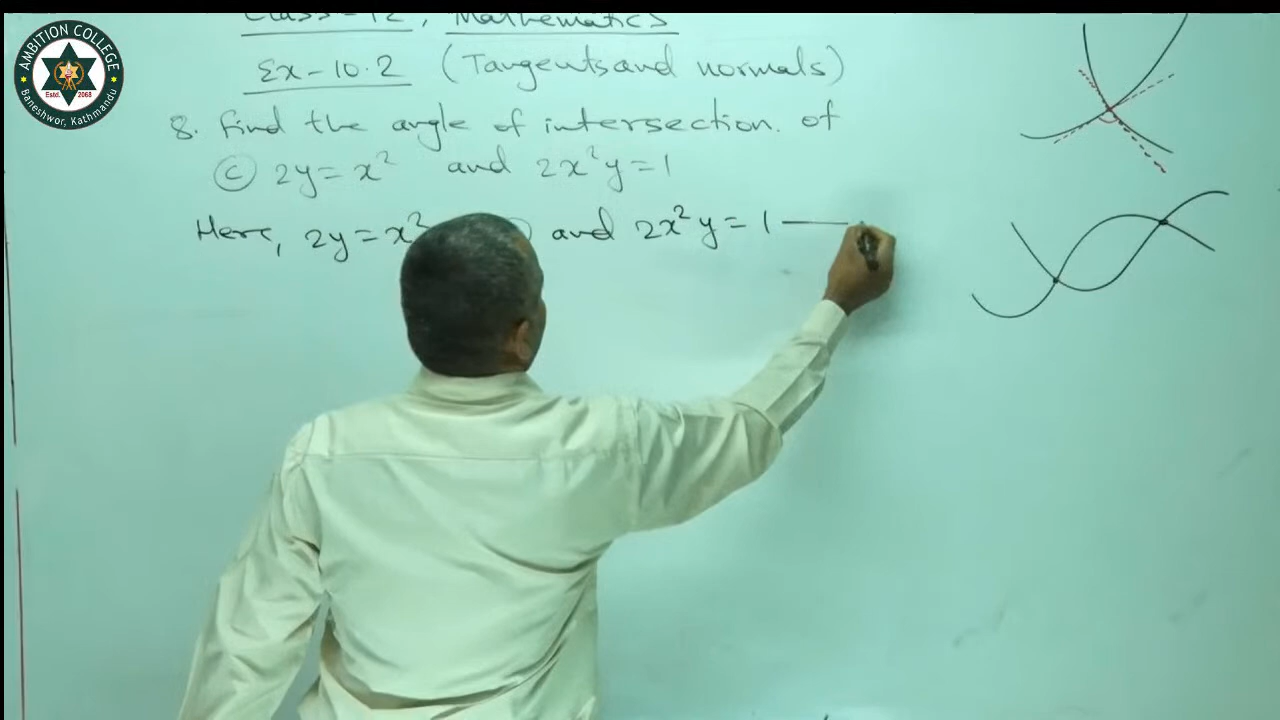 AMBITION COLLEGE
Estd. 2068
Baneshwor, Kathmandu
Class-12, Mathematics
Ex-10.2 (Tangents and normals)
8. Find the angle of intersection. of
(c) 2y = x² and 2x²y = 1
Here, 2y = x² and 2x²y = 1